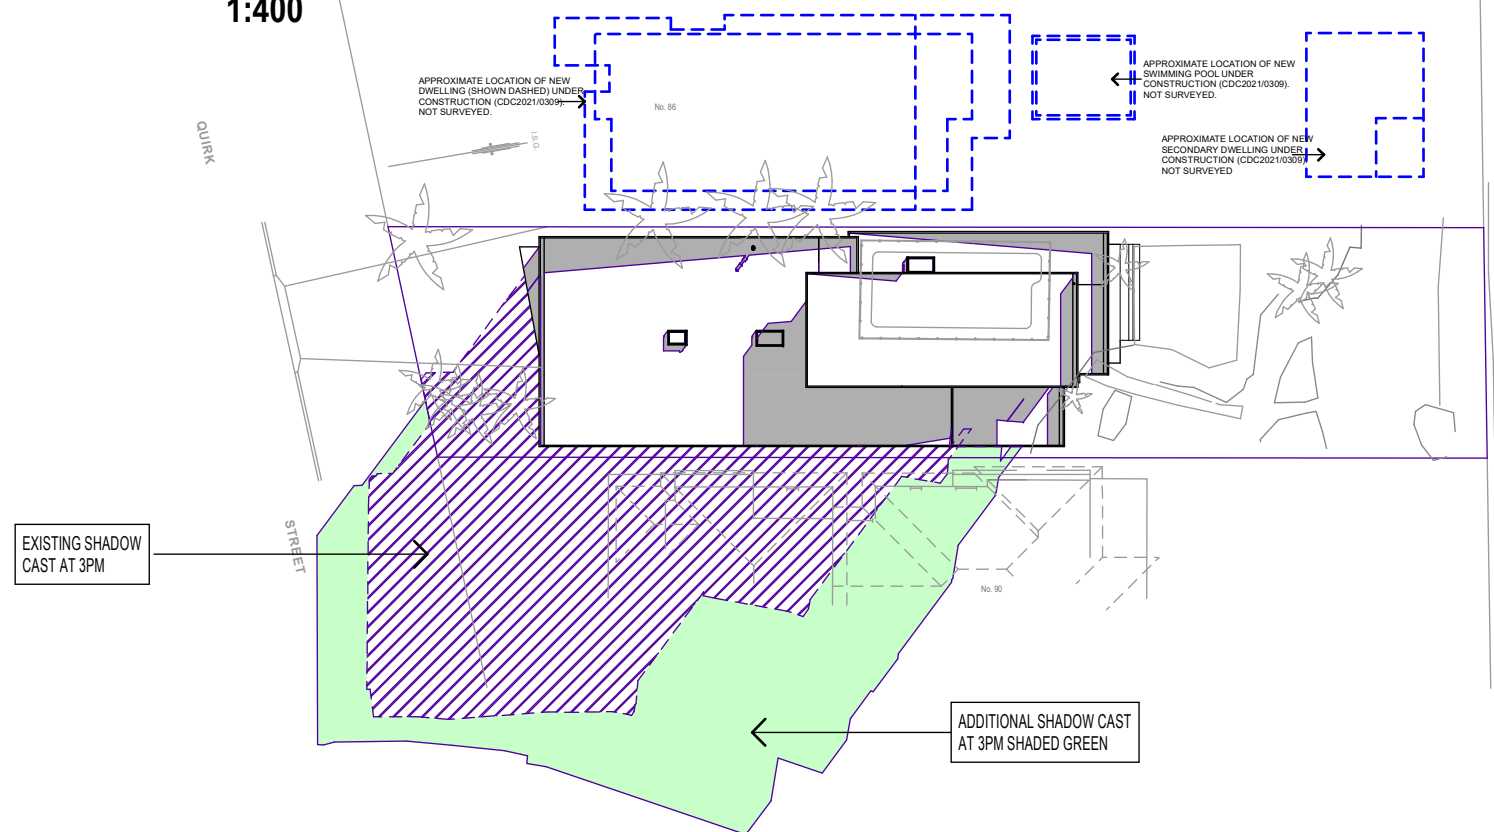 1:400
APPROXIMATE LOCATION OF NEW
DWELLING (SHOWN DASHED) UNDER
CONSTRUCTION (CDC2021/0309).
NOT SURVEYED.
No. 86
APPROXIMATE LOCATION OF NEW
SWIMMING POOL UNDER
CONSTRUCTION (CDC2021/0309).
NOT SURVEYED.
APPROXIMATE LOCATION OF NEW
SECONDARY DWELLING UNDER
CONSTRUCTION (CDC2021/0309)
NOT SURVEYED
QUIRK
I.S.G.
STREET
EXISTING SHADOW
CAST AT 3PM
No. 90
ADDITIONAL SHADOW CAST
AT 3PM SHADED GREEN